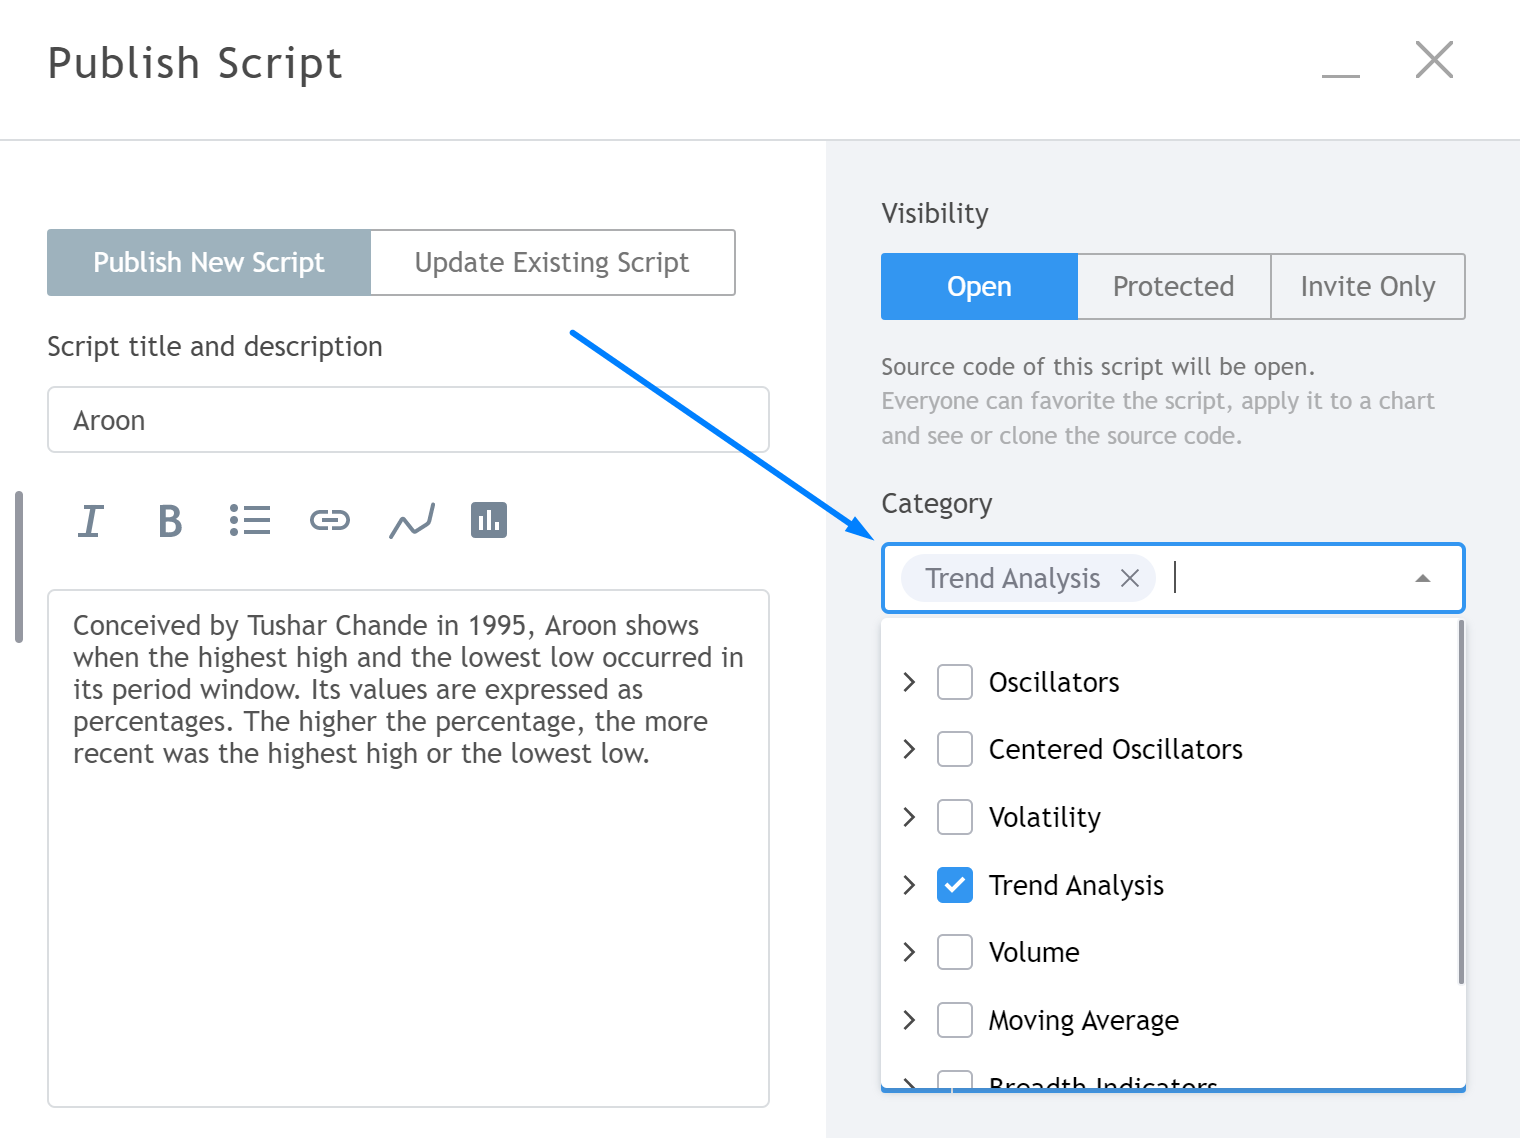 Publish Script
Publish New Script
Update Existing Script
Script title and description
Aroon
I B
Conceived by Tushar Chande in 1995, Aroon shows
when the highest high and the lowest low occurred in
its period window. Its values are expressed as
percentages. The higher the percentage, the more
recent was the highest high or the lowest low.
Visibility
Open
Protected
Invite Only
Source code of this script will be open.
Everyone can favorite the script, apply it to a chart
and see or clone the source code.
Category
Trend Analysis
Oscillators
Centered Oscillators
Volatility
Trend Analysis
Volume
Moving Average
Breadth Indicators